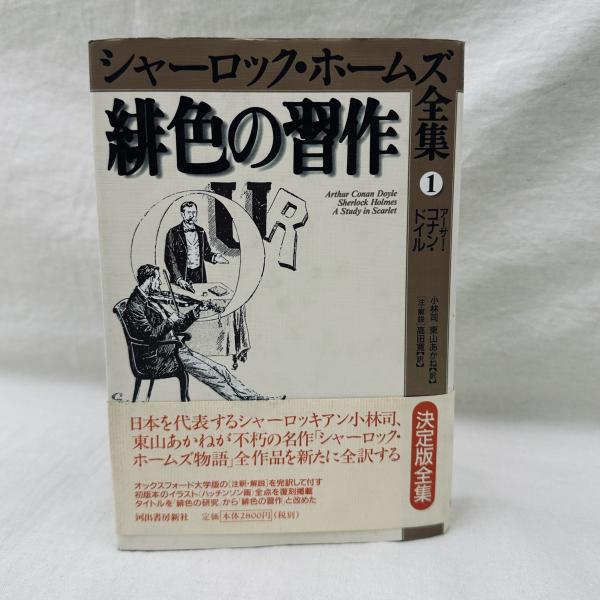 シャーロック・ホームズ
全集
1
緋色の習作
Arthur Conan Doyle
Sherlock Holmes
A Study in Scarlet
アーサー・
コナン・
ドイル
小林司 東山あかね[訳]
[注・解説]高田寛[訳]
OUR
日本を代表するシャーロッキアン小林司、
東山あかねが不朽の名作「シャーロック・
ホームズ物語」全作品を新たに全訳する
オックスフォード大学版の[注釈・解説]を完訳して付す
初版本のイラスト(ハッチンソン画)全点を復刻掲載
タイトルを「緋色の研究」から「緋色の習作」と改めた
河出書房新社 定価[本体2800円](税別)
決定版全集